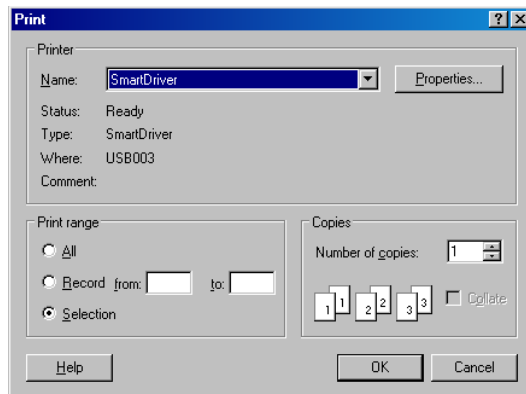 Print
Printer
Name: SmartDriver Properties...
Status: Ready
Type: SmartDriver
Where: USB003
Comment:
Print range
All
Record from: to:
Selection
Copies
Number of copies: 1
1 1 2 2 3 3 Collate
Help OK Cancel